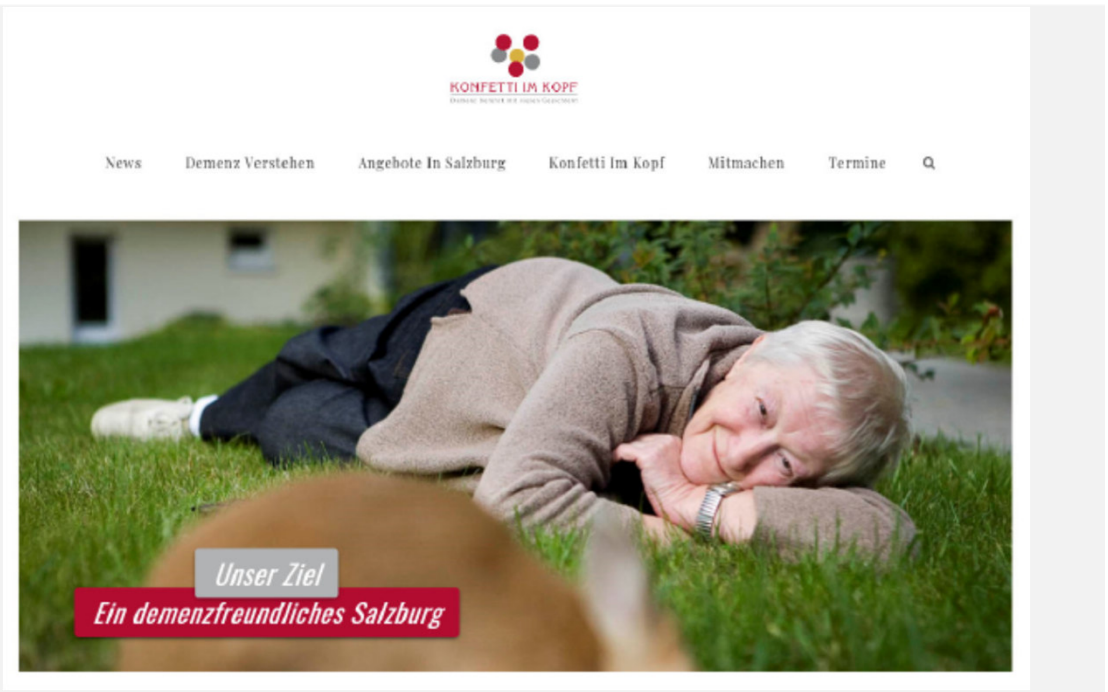 KONFETTI IM KOPF
News Demenz Verstehen Angebote In Salzburg Konfetti Im Kopf Mitmachen Termine
Unser Ziel
Ein demenzfreundliches Salzburg